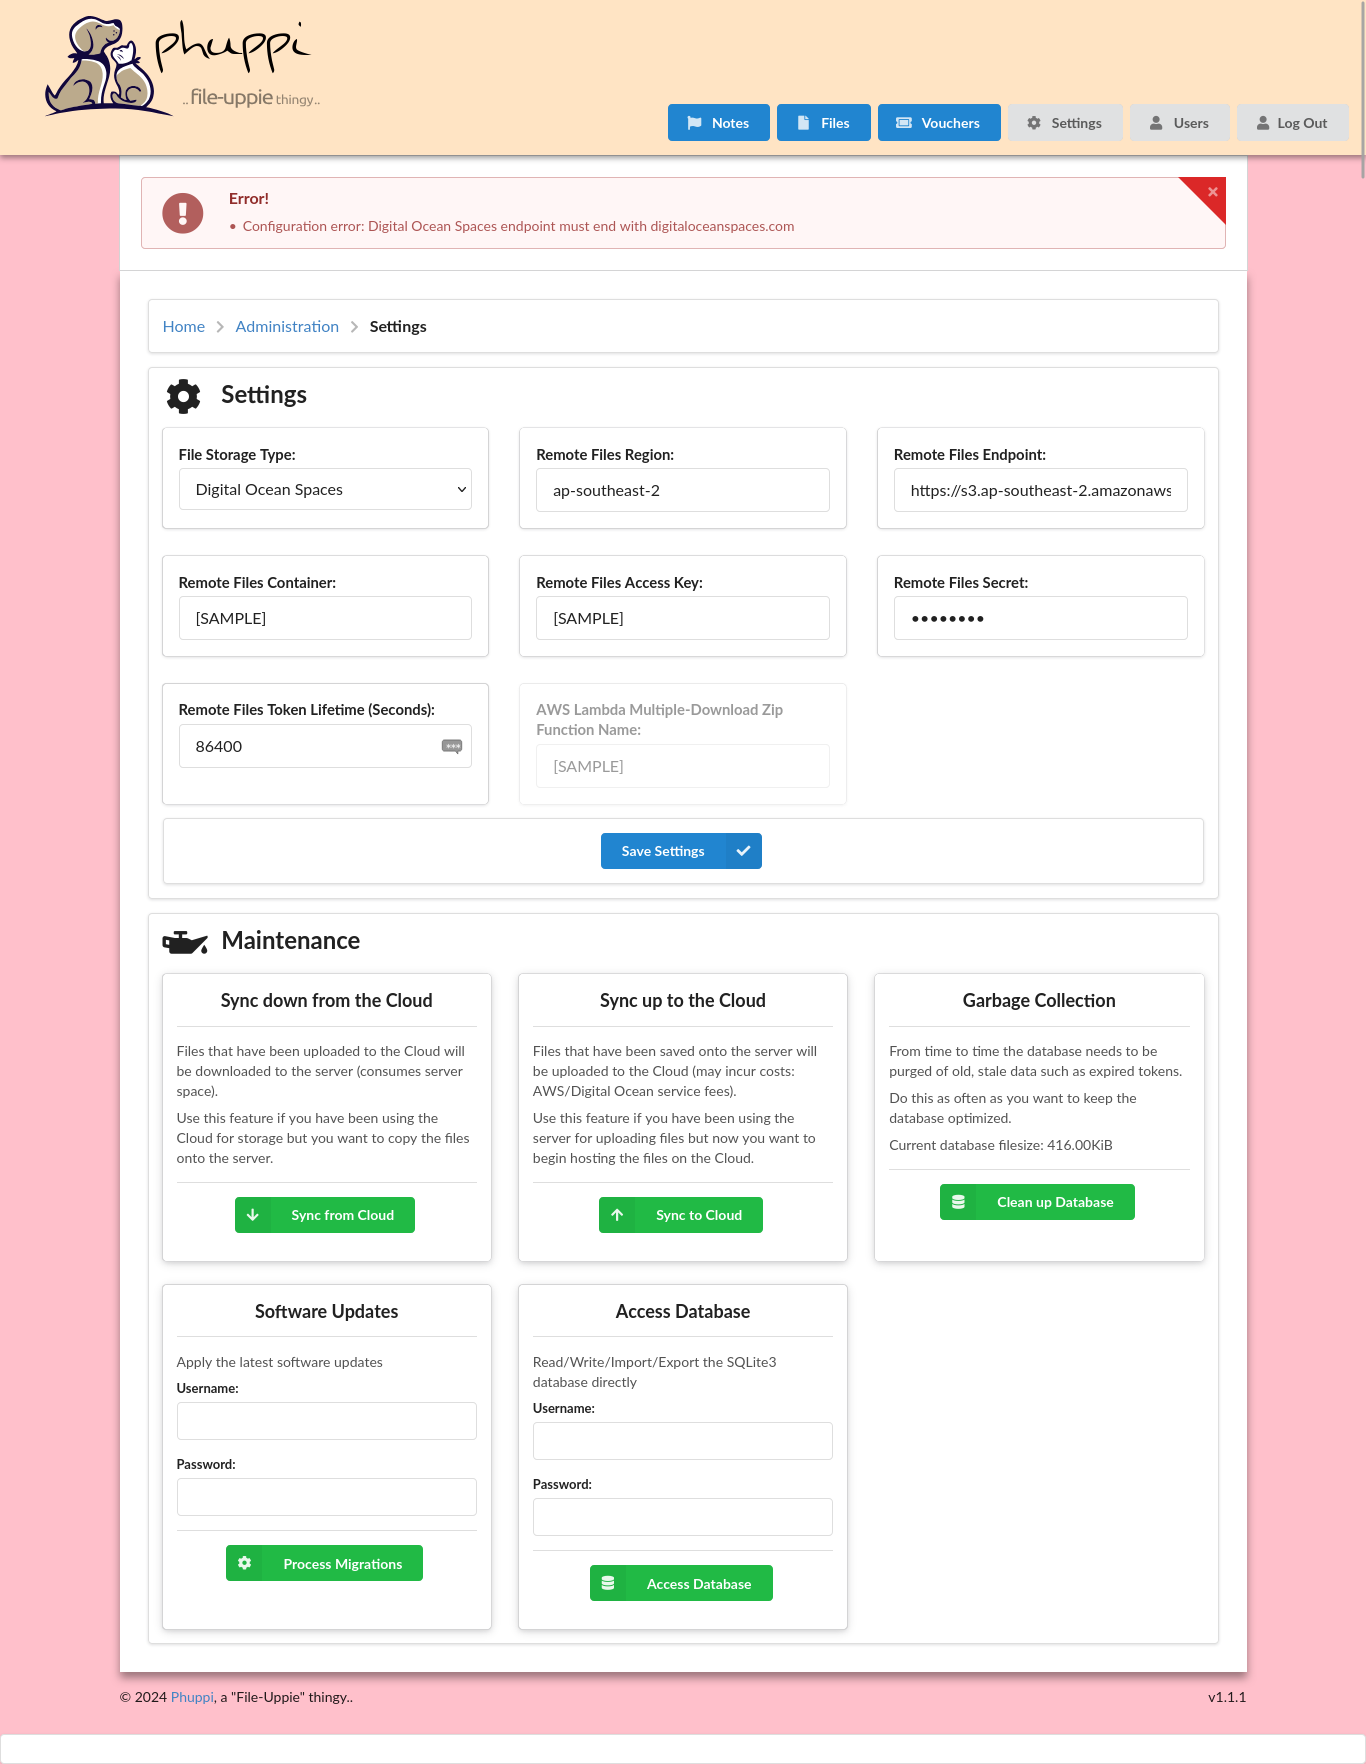 phuppi
..file-uppie thingy..
Notes
Files
Vouchers
Settings
Users
Log Out
Error!
• Configuration error: Digital Ocean Spaces endpoint must end with digitaloceanspaces.com
Home > Administration > Settings
Settings
File Storage Type:
Digital Ocean Spaces
Remote Files Region:
ap-southeast-2
Remote Files Endpoint:
https://s3.ap-southeast-2.amazonaws
Remote Files Container:
[SAMPLE]
Remote Files Access Key:
[SAMPLE]
Remote Files Secret:
••••••••
Remote Files Token Lifetime (Seconds):
86400
AWS Lambda Multiple-Download Zip
Function Name:
[SAMPLE]
Save Settings
Maintenance
Sync down from the Cloud
Files that have been uploaded to the Cloud will
be downloaded to the server (consumes server
space).
Use this feature if you have been using the
Cloud for storage but you want to copy the files
onto the server.
Sync from Cloud
Sync up to the Cloud
Files that have been saved onto the server will
be uploaded to the Cloud (may incur costs:
AWS/Digital Ocean service fees).
Use this feature if you have been using the
server for uploading files but now you want to
begin hosting the files on the Cloud.
Sync to Cloud
Garbage Collection
From time to time the database needs to be
purged of old, stale data such as expired tokens.
Do this as often as you want to keep the
database optimized.
Current database filesize: 416.00KiB
Clean up Database
Software Updates
Apply the latest software updates
Username:
Password:
Process Migrations
Access Database
Read/Write/Import/Export the SQLite3
database directly
Username:
Password:
Access Database
© 2024 Phuppi, a "File-Uppie" thingy..
v1.1.1